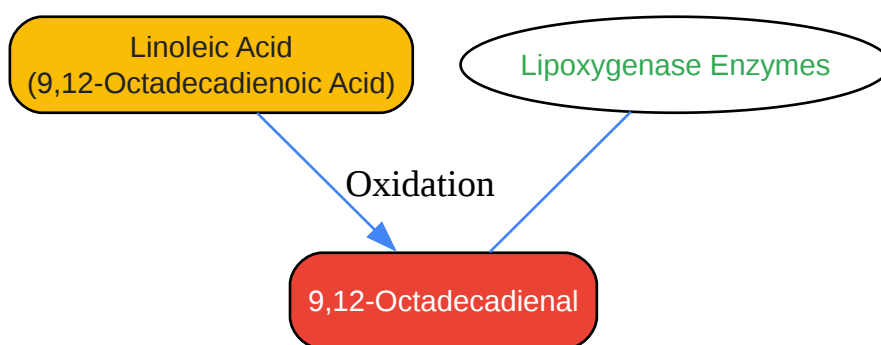 Linoleic Acid
(9,12-Octadecadienoic Acid)
Lipoxygenase Enzymes
Oxidation
9,12-Octadecadienal